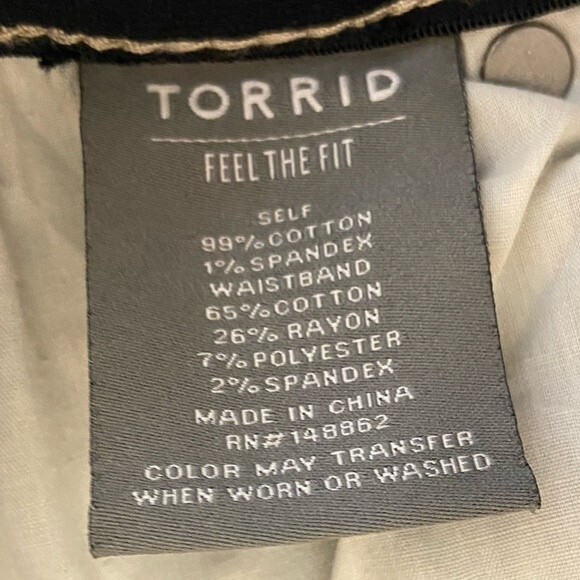 TORRID
FEEL THE FIT
SELF
99% COTTON
1% SPANDEX
WAISTBAND
65% COTTON
26% RAYON
7% POLYESTER
2% SPANDEX
MADE IN CHINA
RN# 148862
COLOR MAY TRANSFER
WHEN WORN OR WASHED